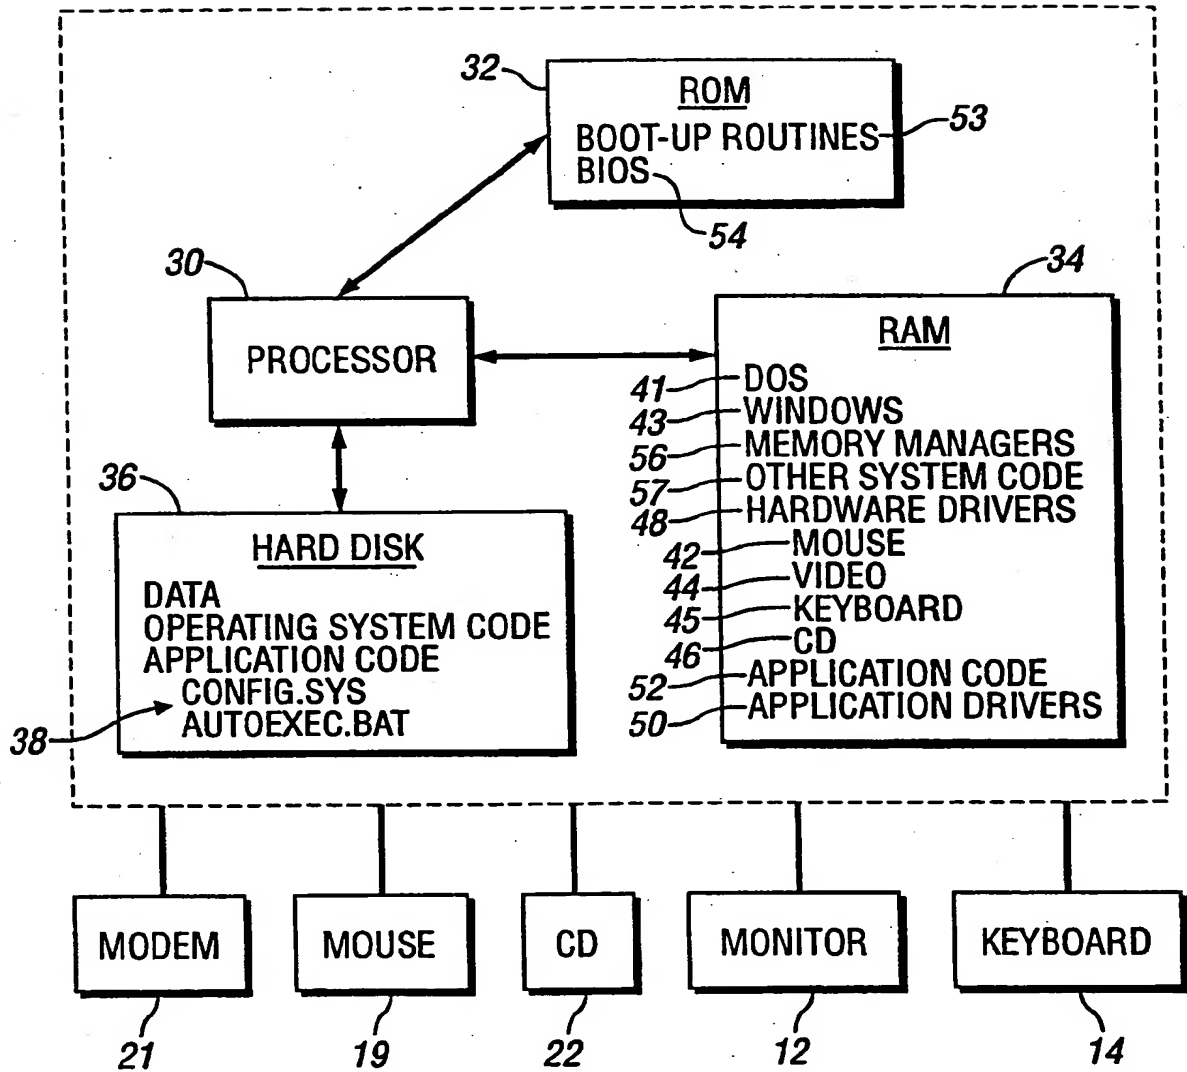 32
ROM
BOOT-UP ROUTINES 53
BIOS
54
30
PROCESSOR
34
RAM
41 DOS
43 WINDOWS
56 MEMORY MANAGERS
57 OTHER SYSTEM CODE
48 HARDWARE DRIVERS
42 MOUSE
44 VIDEO
45 KEYBOARD
46 CD
52 APPLICATION CODE
50 APPLICATION DRIVERS
36
HARD DISK
DATA
OPERATING SYSTEM CODE
APPLICATION CODE
CONFIG.SYS
AUTOEXEC.BAT
38
MODEM
MOUSE
CD
MONITOR
KEYBOARD
21
19
22
12
14